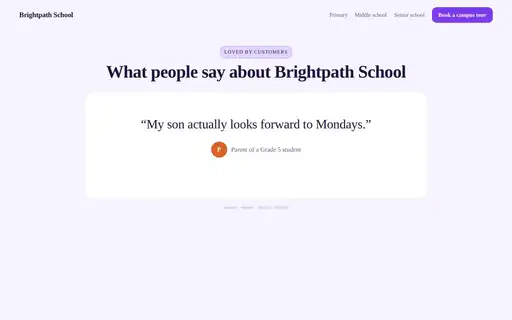 Brightpath School
Primary Middle school Senior school Book a campus tour
LOVED BY CUSTOMERS
What people say about Brightpath School
“My son actually looks forward to Mondays.”
P Parent of a Grade 5 student